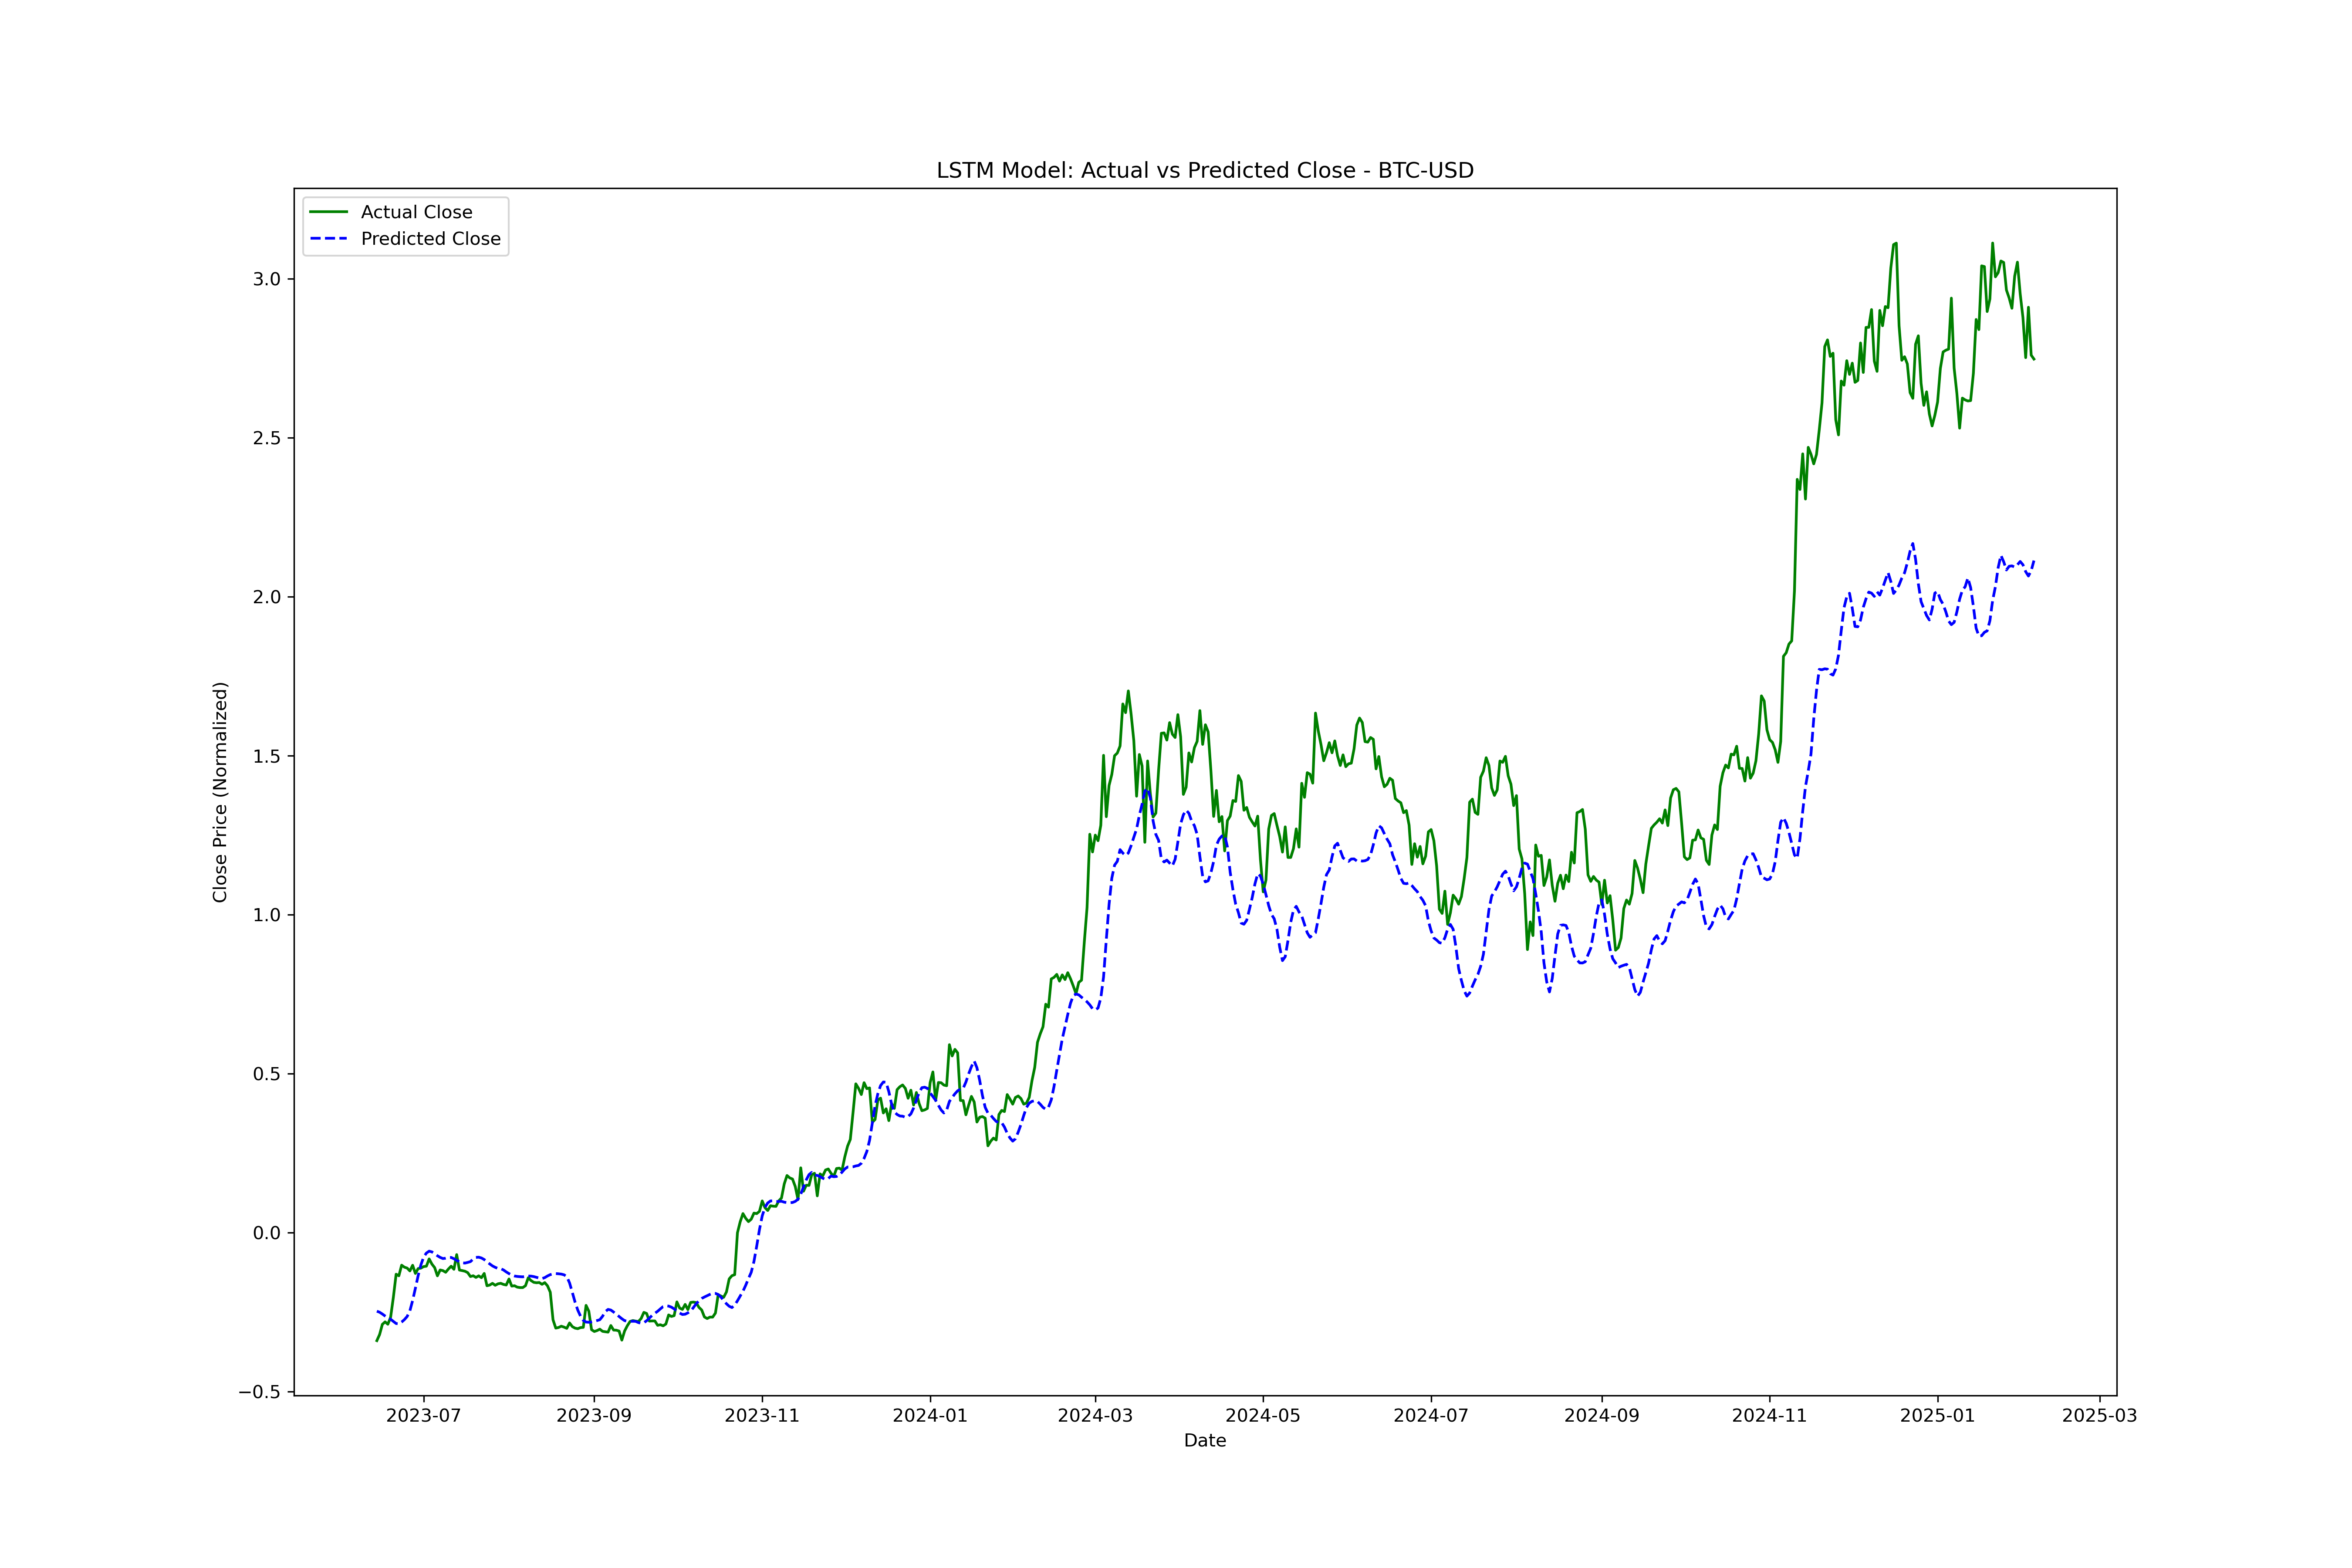 LSTM Model: Actual vs Predicted Close - BTC-USD
Actual Close
Predicted Close
Close Price (Normalized)
3.0
2.5
2.0
1.5
1.0
0.5
0.0
−0.5
2023-07 2023-09 2023-11 2024-01 2024-03 2024-05 2024-07 2024-09 2024-11 2025-01 2025-03
Date